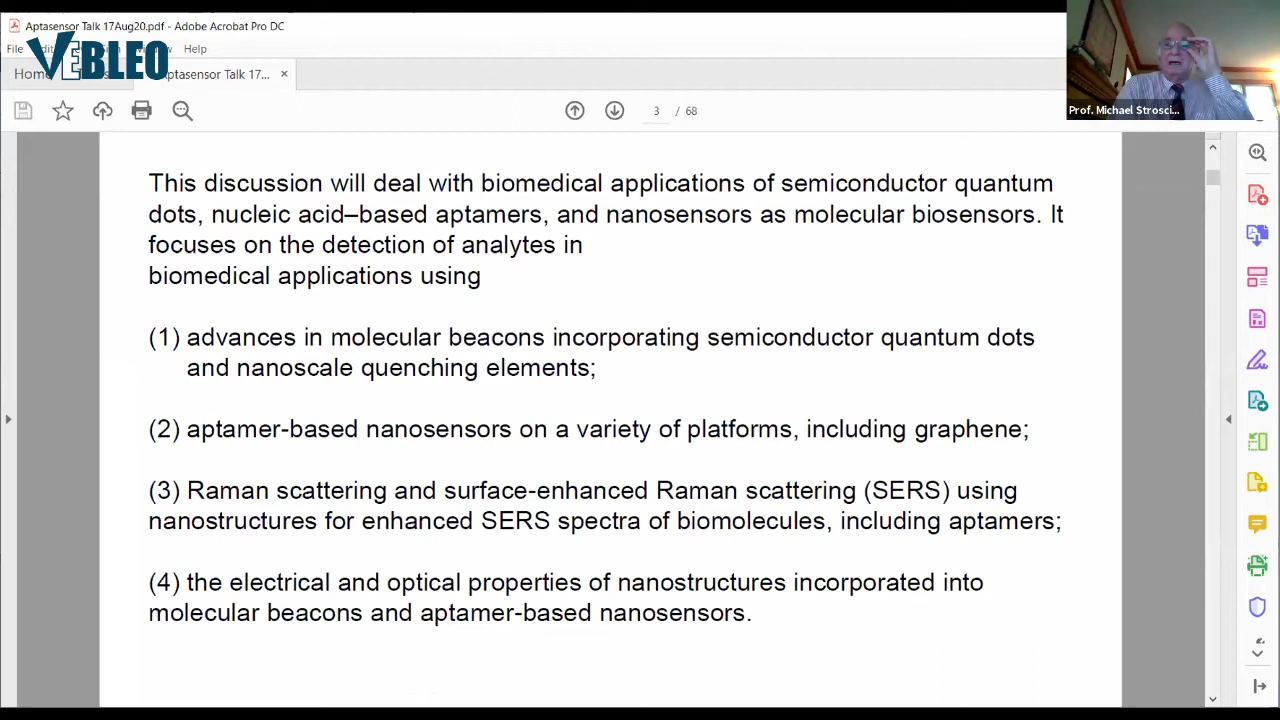 Aptasensor Talk 17Aug20.pdf - Adobe Acrobat Pro DC
File
Help
VEBLEO
Home
Aptasensor Talk 17... ×
3 / 68
Prof. Michael Strosci...
This discussion will deal with biomedical applications of semiconductor quantum
dots, nucleic acid–based aptamers, and nanosensors as molecular biosensors. It
focuses on the detection of analytes in
biomedical applications using
(1) advances in molecular beacons incorporating semiconductor quantum dots
and nanoscale quenching elements;
(2) aptamer-based nanosensors on a variety of platforms, including graphene;
(3) Raman scattering and surface-enhanced Raman scattering (SERS) using
nanostructures for enhanced SERS spectra of biomolecules, including aptamers;
(4) the electrical and optical properties of nanostructures incorporated into
molecular beacons and aptamer-based nanosensors.